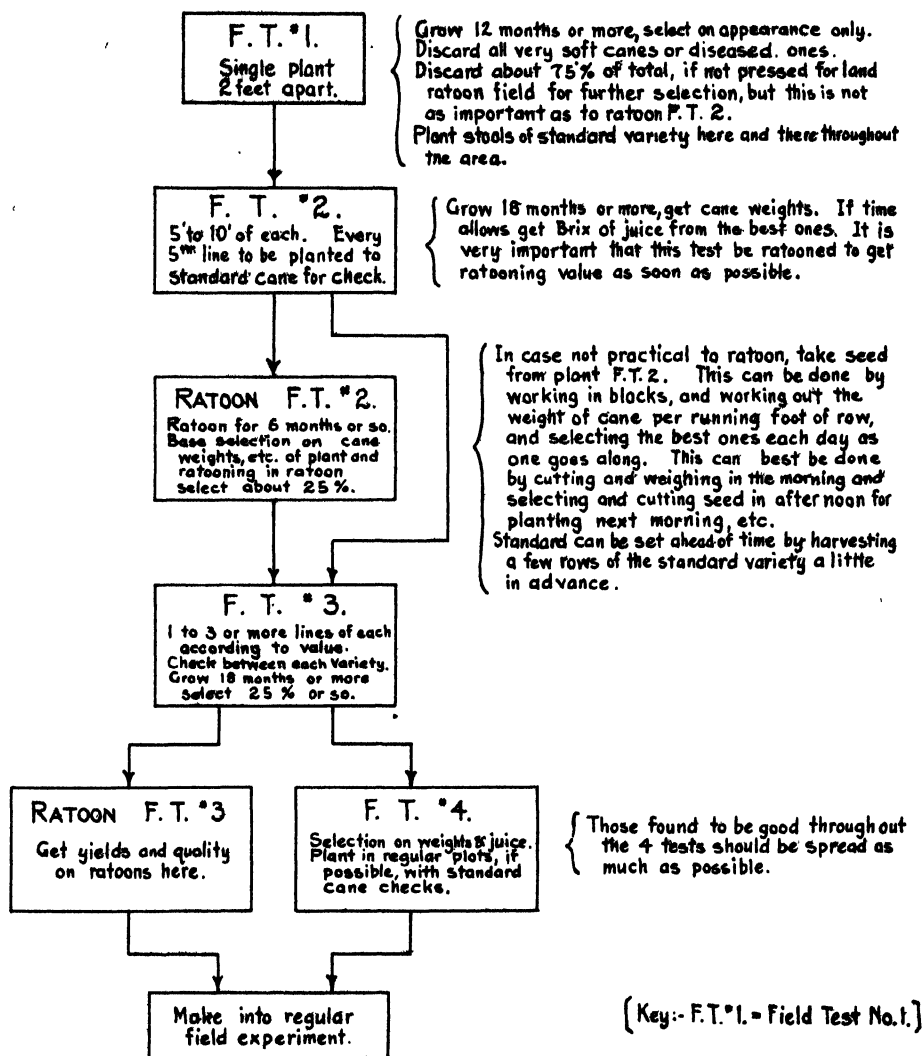 F. T. #1.
Single plant
2 feet apart.
Grow 12 months or more, select on appearance only.
Discard all very soft canes or diseased. ones.
Discard about 75% of total, if not pressed for land
ratoon field for further selection, but this is not
as important as to ratoon F.T. 2.
Plant stools of standard variety here and there throughout
the area.
F. T. #2.
5' to 10' of each. Every
5th line to be planted to
standard cane for check.
Grow 18 months or more, get cane weights. If time
allows get Brix of juice from the best ones. It is
very important that this test be ratooned to get
ratooning value as soon as possible.
RATOON F.T. #2.
Ratoon for 6 months or so.
Base selection on cane
weights, etc. of plant and
ratooning in ratoon
select about 25%.
In case not practical to ratoon, take seed
from plant F.T. 2. This can be done by
working in blocks, and working out the
weight of cane per running foot of row,
and selecting the best ones each day as
one goes along. This can best be done
by cutting and weighing in the morning and
selecting and cutting seed in after noon for
planting next morning, etc.
Standard can be set ahead of time by harvesting
a few rows of the standard variety a little
in advance.
F. T. #3.
1 to 3 or more lines of each
according to value.
Check between each variety.
Grow 18 months or more
select 25 % or so.
RATOON F. T. #3
Get yields and quality
on ratoons here.
F. T. #4.
Selection on weights & juice.
Plant in regular plots, if
possible, with standard
cane checks.
Those found to be good throughout
the 4 tests should be spread as
much as possible.
Make into regular
field experiment.
[Key:- F.T.#1. = Field Test No.1.]